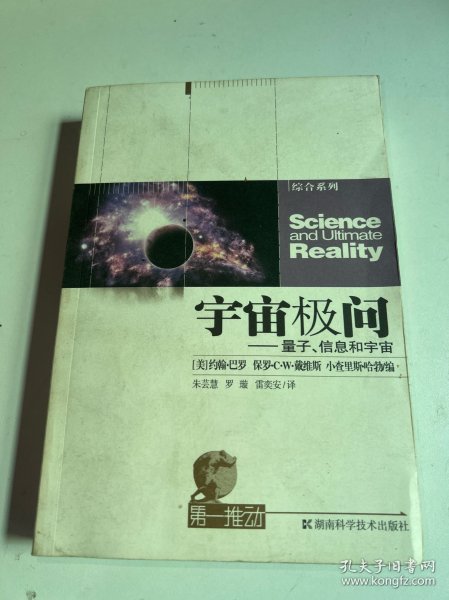 综合系列
Science
and Ultimate
Reality
宇宙极问
——量子、信息和宇宙
[美]约翰·巴罗 保罗·C·W·戴维斯 小查里斯·哈勃/编
朱芸慧 罗璇 雷奕安/译
第一推动
湖南科学技术出版社
孔夫子旧书网
www.kongfz.com